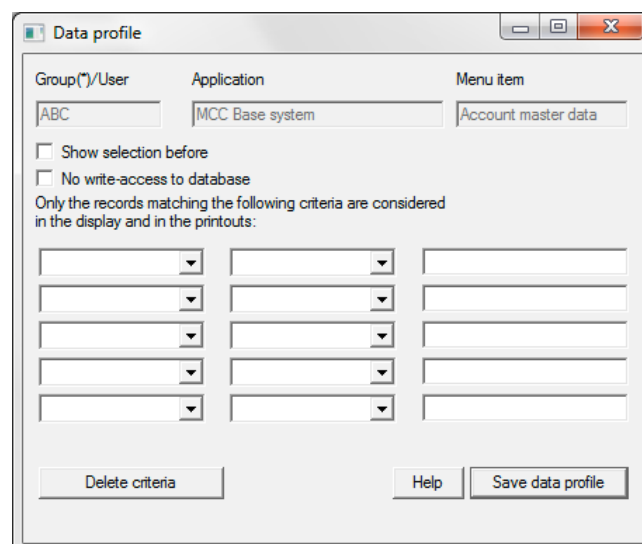 Data profile
Group(*)/User Application Menu item
ABC MCC Base system Account master data
Show selection before
No write-access to database
Only the records matching the following criteria are considered
in the display and in the printouts:
Delete criteria Help Save data profile